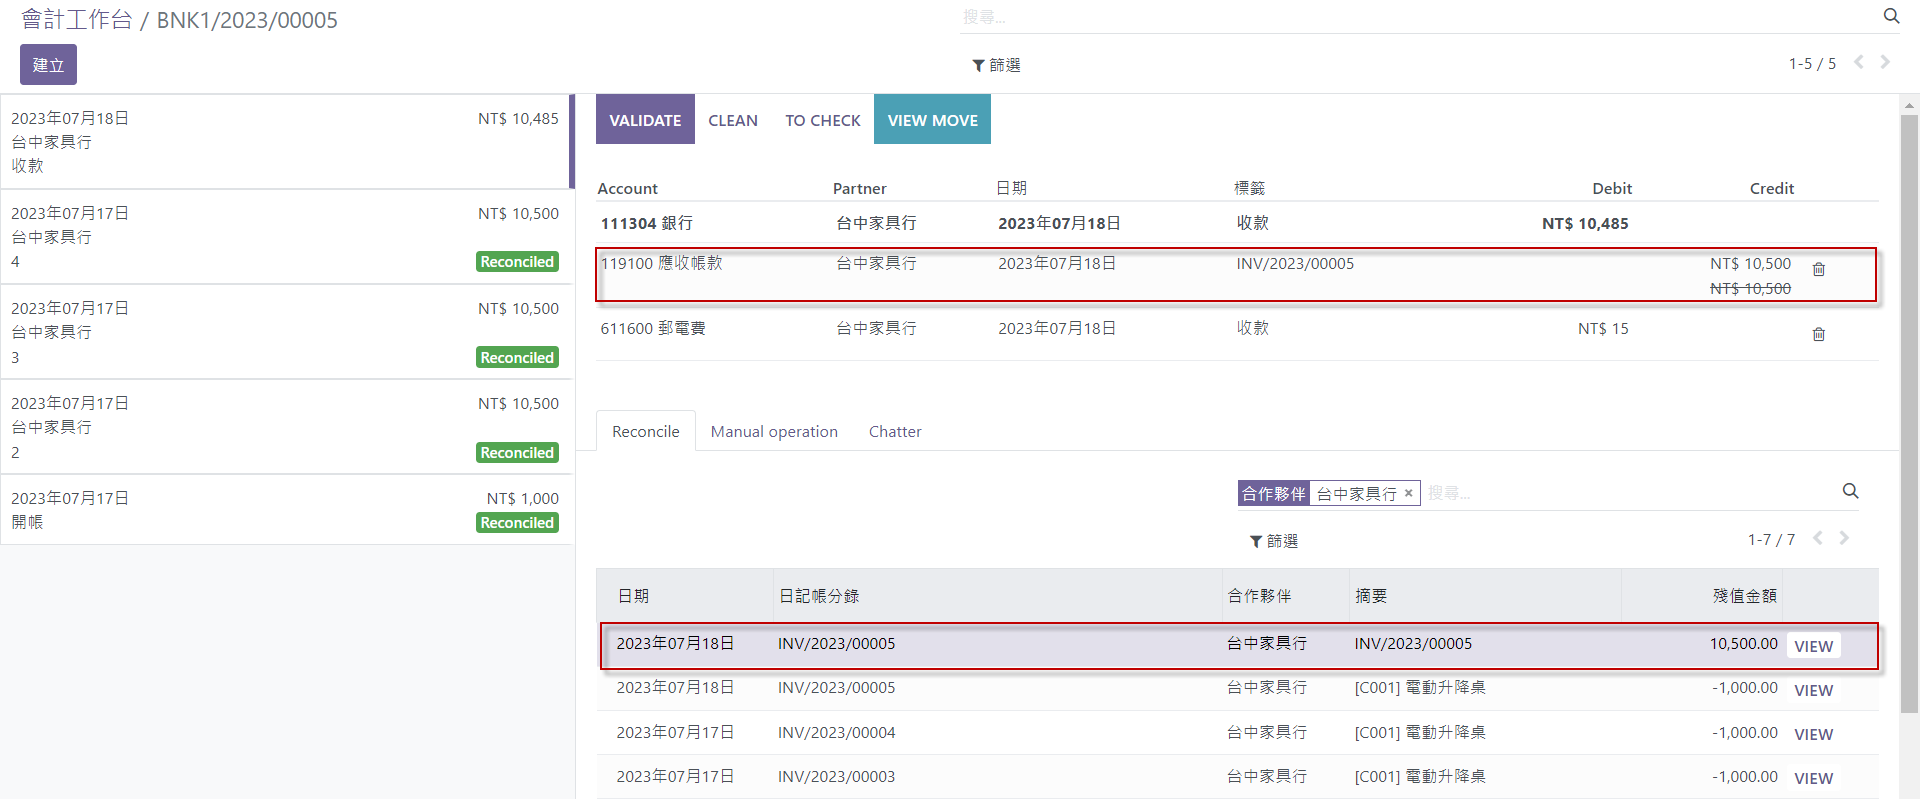 會計工作台 / BNK1/2023/00005
搜尋...
建立
篩選
1-5 / 5
2023年07月18日 NT$ 10,485
台中家具行
收款
2023年07月17日 NT$ 10,500
台中家具行
4 Reconciled
2023年07月17日 NT$ 10,500
台中家具行
3 Reconciled
2023年07月17日 NT$ 10,500
台中家具行
2 Reconciled
2023年07月17日 NT$ 1,000
開帳 Reconciled
VALIDATE CLEAN TO CHECK VIEW MOVE
Account Partner 日期 標籤 Debit Credit
111304 銀行 台中家具行 2023年07月18日 收款 NT$ 10,485
119100 應收帳款 台中家具行 2023年07月18日 INV/2023/00005 NT$ 10,500
NT$ 10,500
611600 郵電費 台中家具行 2023年07月18日 收款 NT$ 15
Reconcile Manual operation Chatter
合作夥伴 台中家具行 × 搜尋...
篩選
1-7 / 7
日期 日記帳分錄 合作夥伴 摘要 殘值金額
2023年07月18日 INV/2023/00005 台中家具行 INV/2023/00005 10,500.00 VIEW
2023年07月18日 INV/2023/00005 台中家具行 [C001] 電動升降桌 -1,000.00 VIEW
2023年07月17日 INV/2023/00004 台中家具行 [C001] 電動升降桌 -1,000.00 VIEW
2023年07月17日 INV/2023/00003 台中家具行 [C001] 電動升降桌 -1,000.00 VIEW